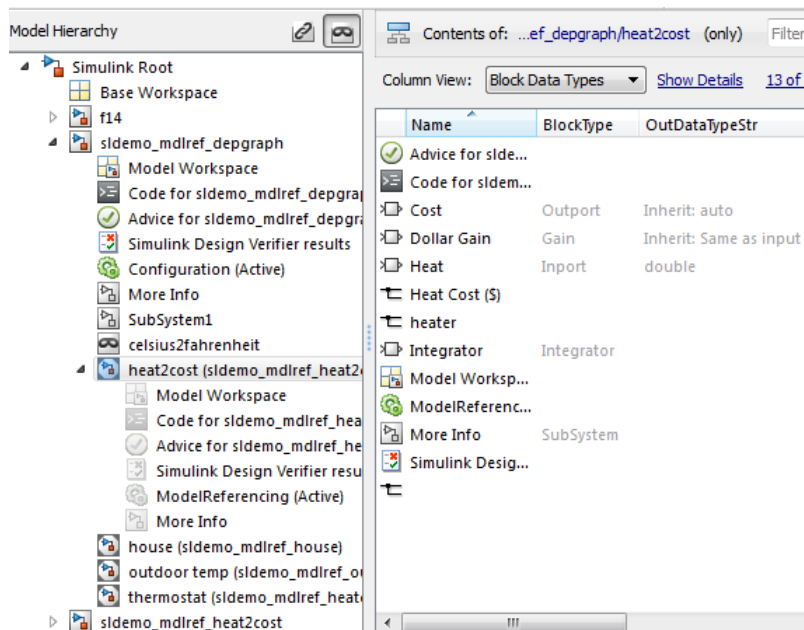 Model Hierarchy
Simulink Root
Base Workspace
f14
sldemo_mdlref_depgraph
Model Workspace
Code for sldemo_mdlref_depgra
Advice for sldemo_mdlref_depgra
Simulink Design Verifier results
Configuration (Active)
More Info
SubSystem1
celsius2fahrenheit
heat2cost (sldemo_mdlref_heat2
Model Workspace
Code for sldemo_mdlref_hea
Advice for sldemo_mdlref_he
Simulink Design Verifier resu
ModelReferencing (Active)
More Info
house (sldemo_mdlref_house)
outdoor temp (sldemo_mdlref_o
thermostat (sldemo_mdlref_heat
sldemo_mdlref_heat2cost
Contents of: ...ef_depgraph/heat2cost (only) Filter
Column View: Block Data Types Show Details 13 of
Name BlockType OutDataTypeStr
Advice for slde...
Code for sldem...
Cost Outport Inherit: auto
Dollar Gain Gain Inherit: Same as input
Heat Inport double
Heat Cost ($)
heater
Integrator Integrator
Model Worksp...
ModelReferenc...
More Info SubSystem
Simulink Desig...